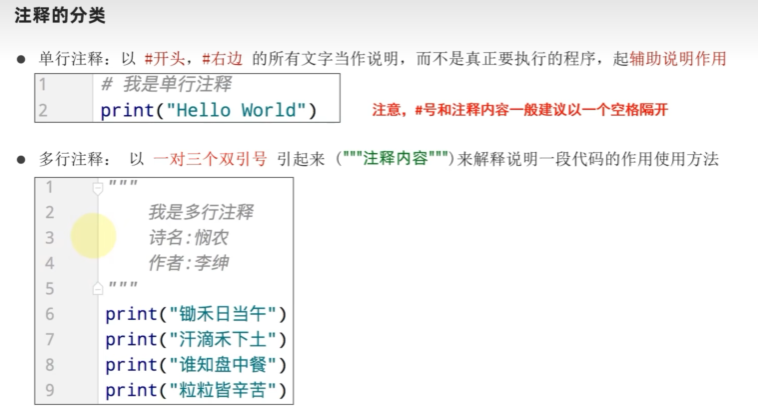 注释的分类
● 单行注释：以 #开头，#右边 的所有文字当作说明，而不是真正要执行的程序，起辅助说明作用
1 # 我是单行注释
2 print("Hello World")
注意，#号和注释内容一般建议以一个空格隔开
● 多行注释： 以 一对三个双引号 引起来 ("""注释内容""")来解释说明一段代码的作用使用方法
1 """
2 我是多行注释
3 诗名:悯农
4 作者:李绅
5 """
6 print("锄禾日当午")
7 print("汗滴禾下土")
8 print("谁知盘中餐")
9 print("粒粒皆辛苦")